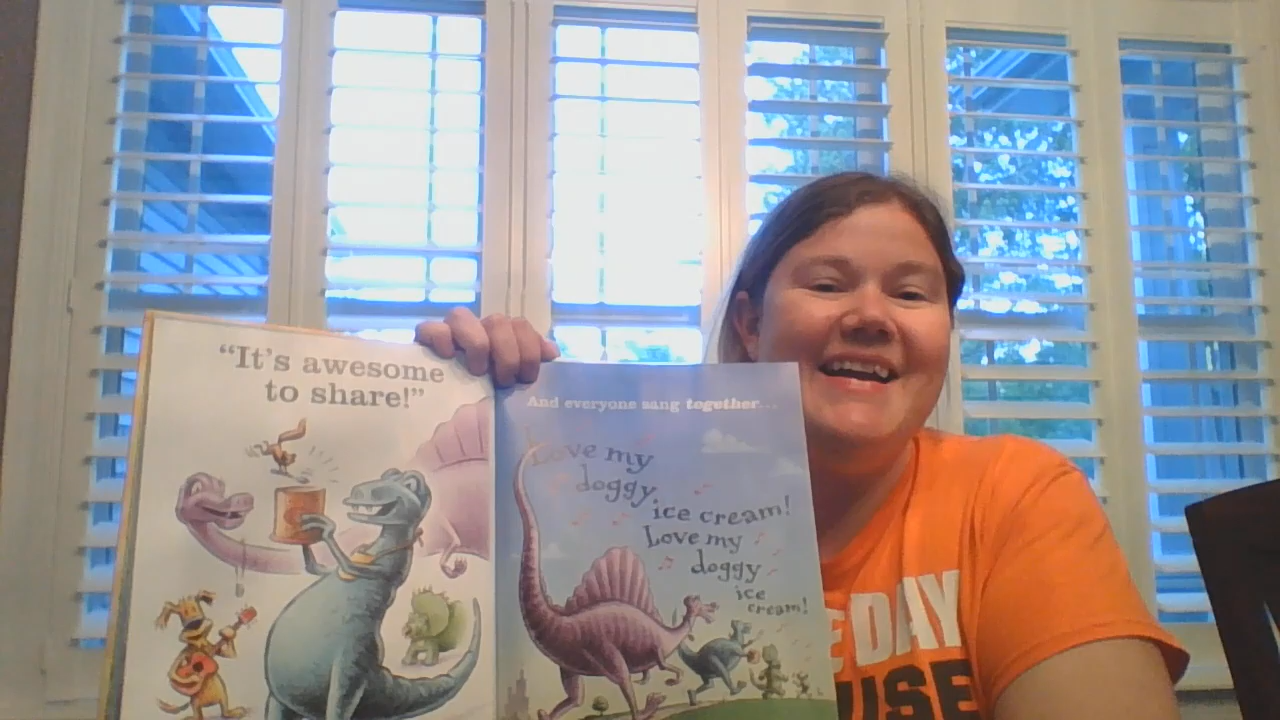 “It's awesome
to share!”
And everyone sang together...
Love my
doggy
ice cream!
Love my
doggy
ice
cream!
DAY